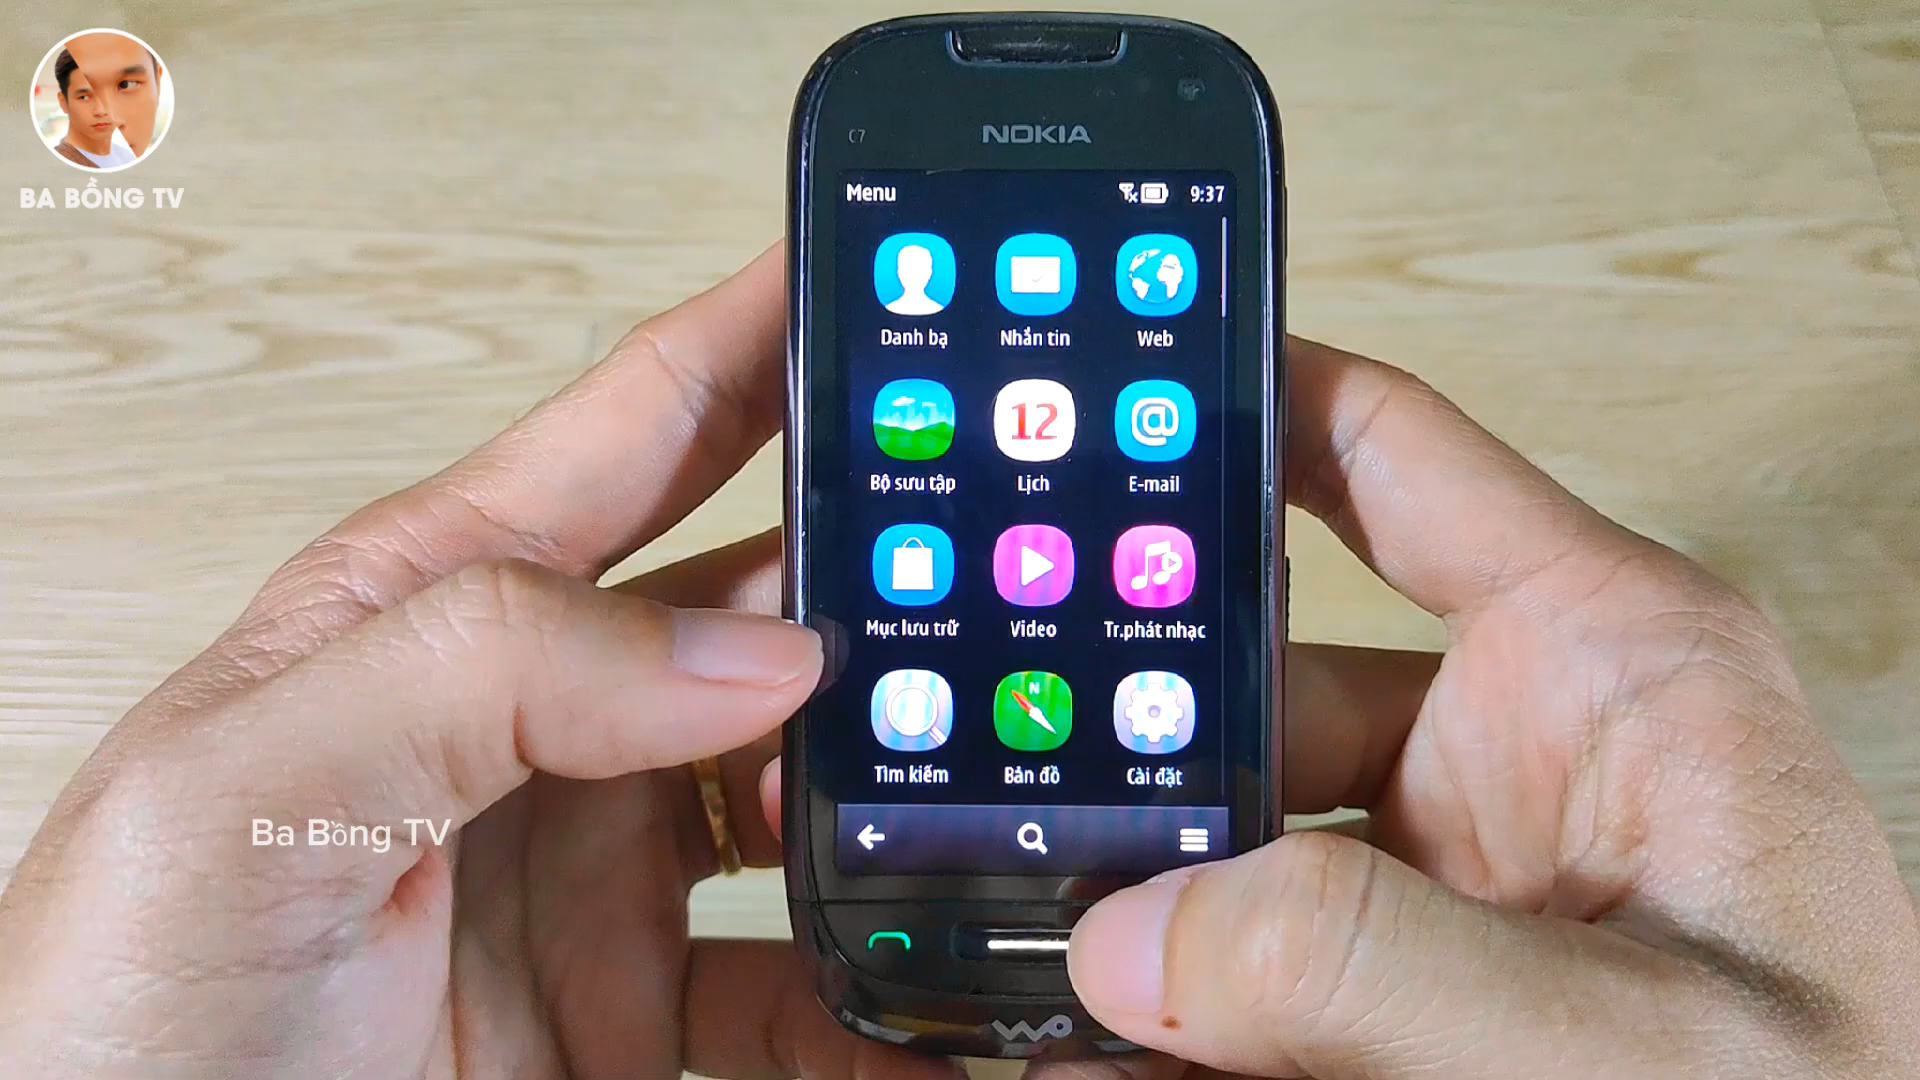 BA BỒNG TV
C7
NOKIA
Menu
9:37
Danh bạ
Nhắn tin
Web
12
Bộ sưu tập
Lịch
@
E-mail
Mục lưu trữ
Video
Tr.phát nhạc
N
Tìm kiếm
Bản đồ
Cài đặt
Ba Bồng TV
WO